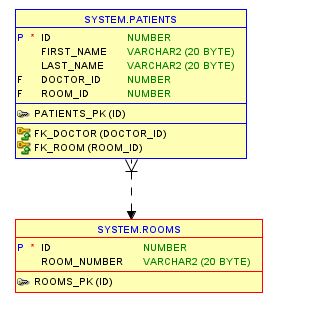 SYSTEM.PATIENTS
P * ID NUMBER
FIRST_NAME VARCHAR2 (20 BYTE)
LAST_NAME VARCHAR2 (20 BYTE)
F DOCTOR_ID NUMBER
F ROOM_ID NUMBER
PATIENTS_PK (ID)
FK_DOCTOR (DOCTOR_ID)
FK_ROOM (ROOM_ID)
SYSTEM.ROOMS
P * ID NUMBER
ROOM_NUMBER VARCHAR2 (20 BYTE)
ROOMS_PK (ID)